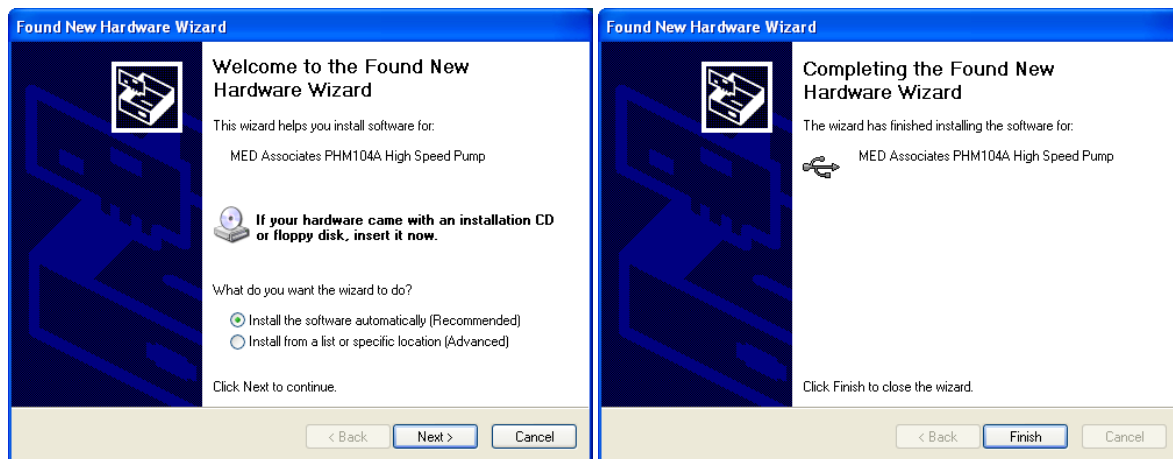 Found New Hardware Wizard
Welcome to the Found New
Hardware Wizard
This wizard helps you install software for:
MED Associates PHM104A High Speed Pump
If your hardware came with an installation CD
or floppy disk, insert it now.
What do you want the wizard to do?
Install the software automatically (Recommended)
Install from a list or specific location (Advanced)
Click Next to continue.
< Back
Next >
Cancel
Found New Hardware Wizard
Completing the Found New
Hardware Wizard
The wizard has finished installing the software for:
MED Associates PHM104A High Speed Pump
Click Finish to close the wizard.
< Back
Finish
Cancel